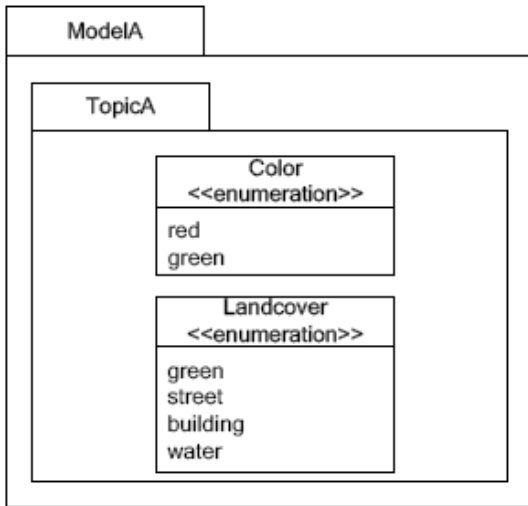 ModelA
TopicA
Color
<<enumeration>>
red
green
Landcover
<<enumeration>>
green
street
building
water